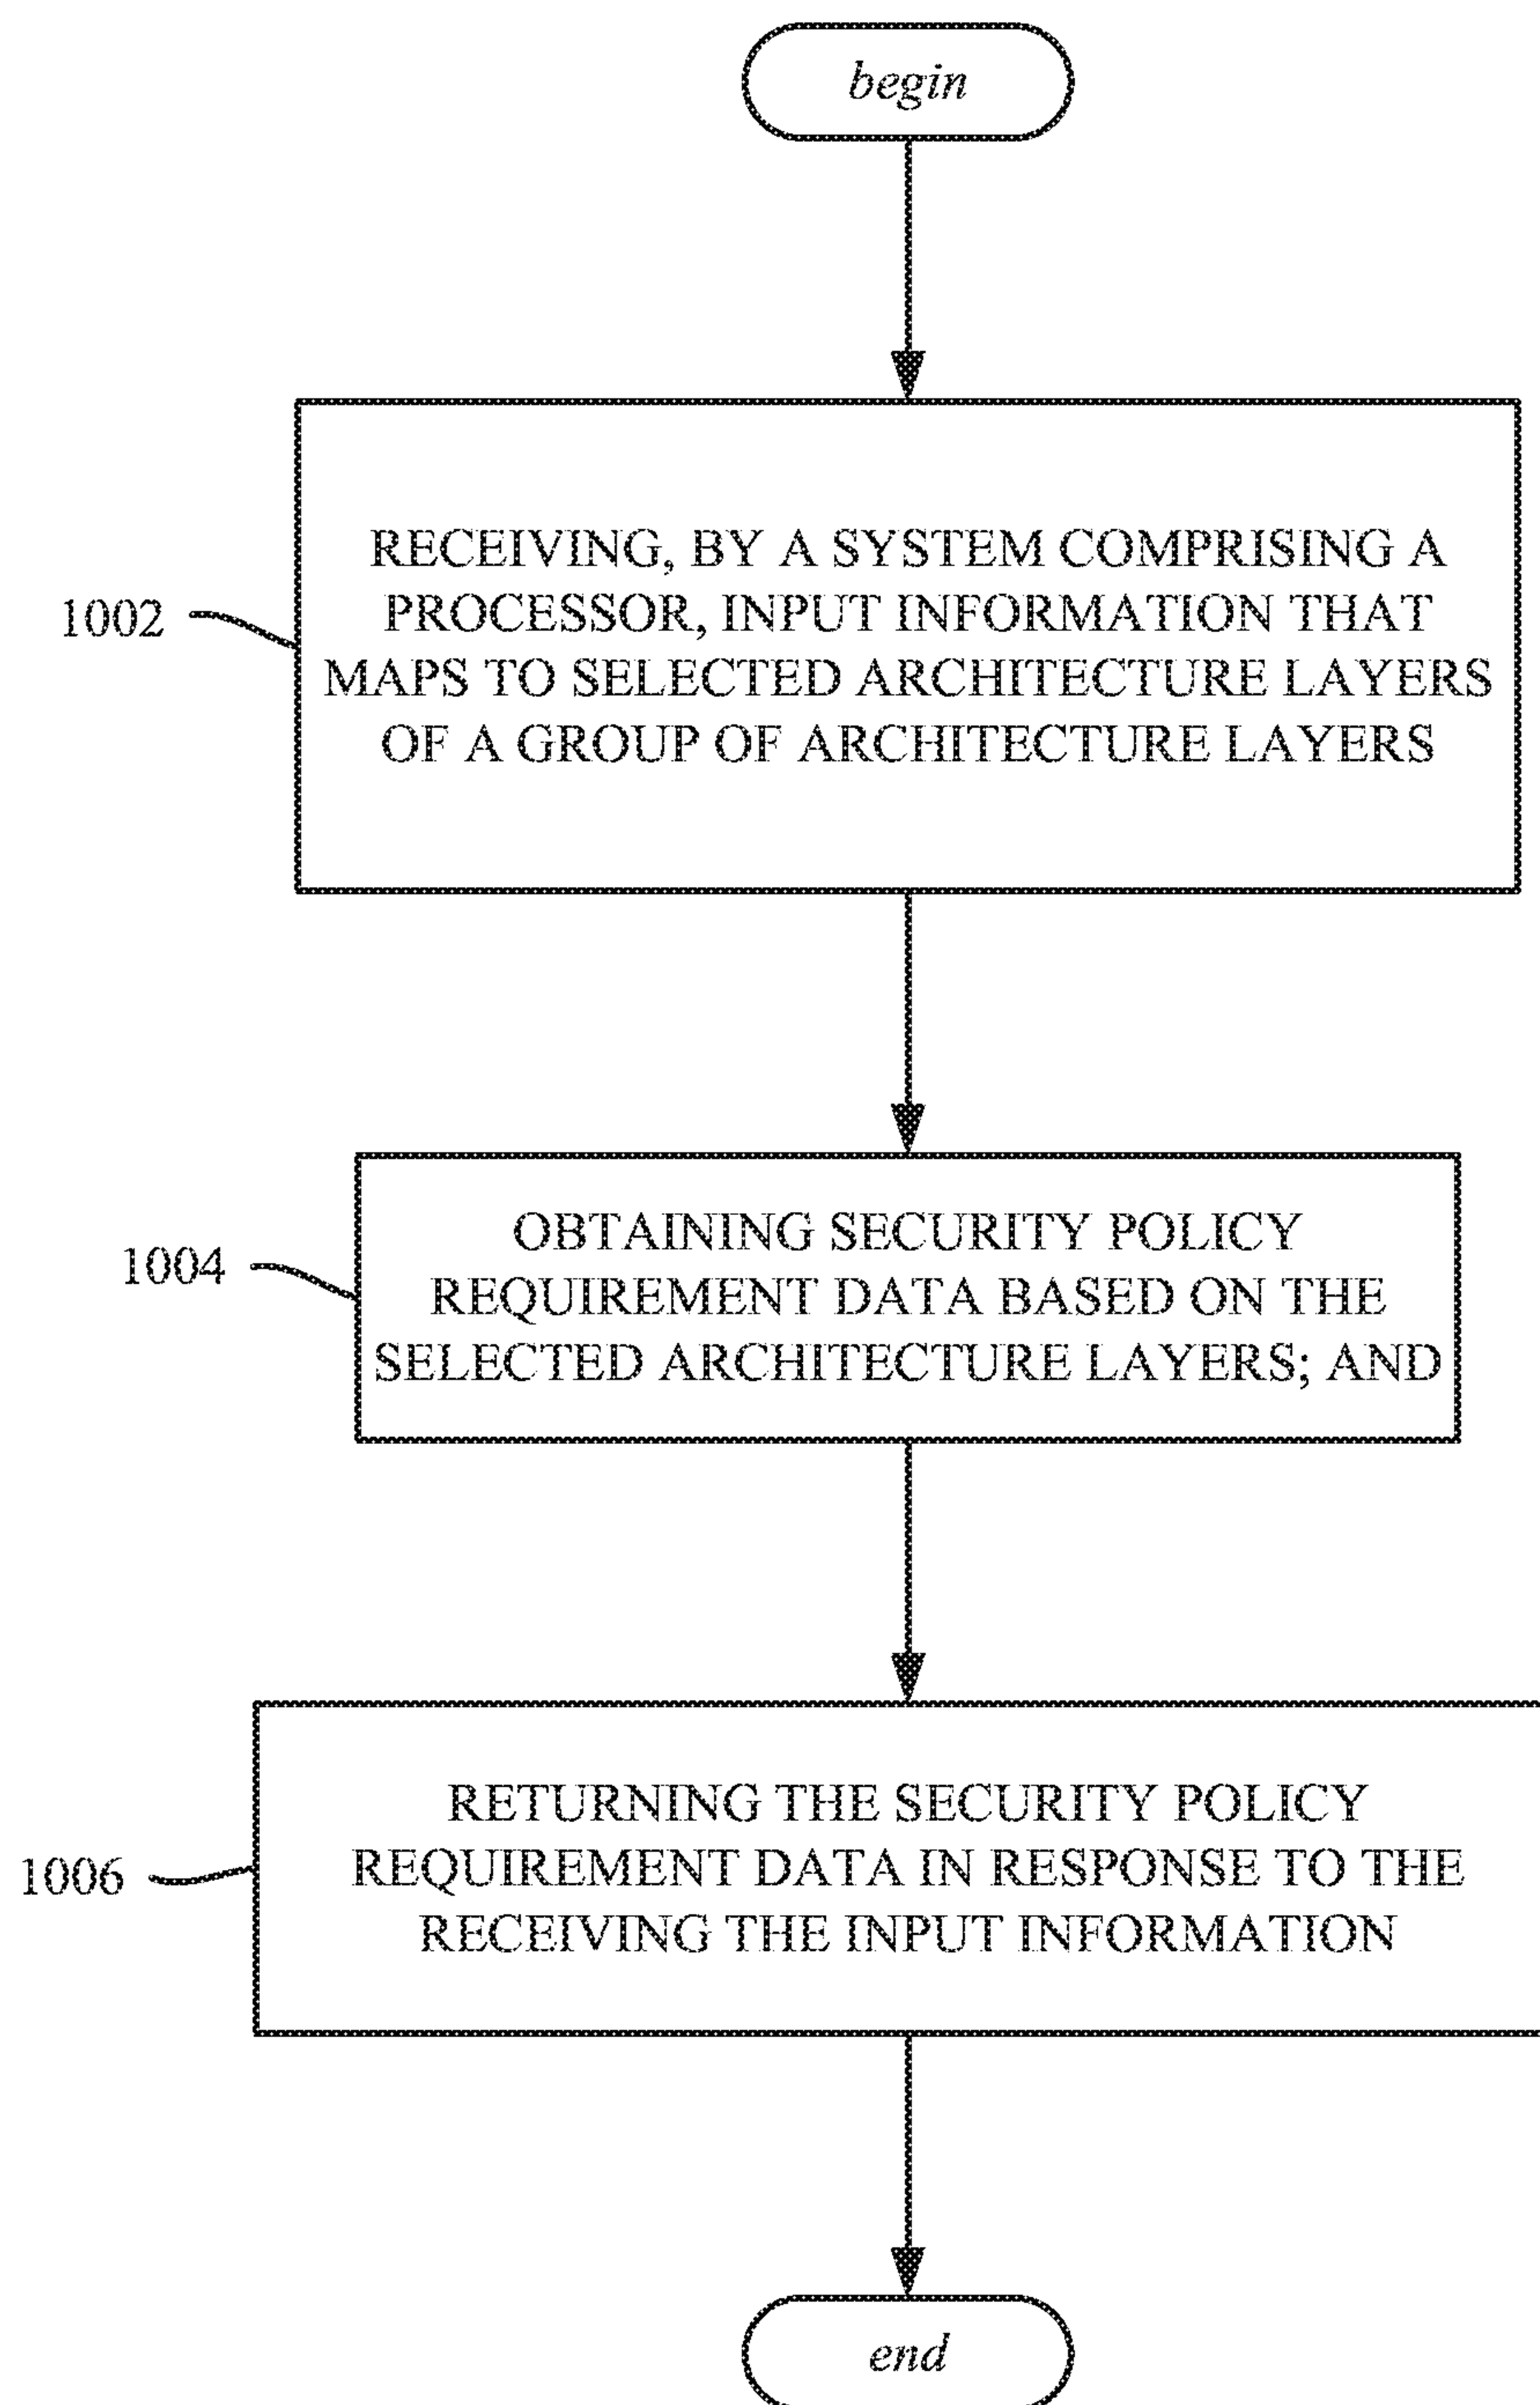 begin
RECEIVING, BY A SYSTEM COMPRISING A
PROCESSOR, INPUT INFORMATION THAT
MAPS TO SELECTED ARCHITECTURE LAYERS
OF A GROUP OF ARCHITECTURE LAYERS
1002
OBTAINING SECURITY POLICY
REQUIREMENT DATA BASED ON THE
SELECTED ARCHITECTURE LAYERS; AND
1004
RETURNING THE SECURITY POLICY
REQUIREMENT DATA IN RESPONSE TO THE
RECEIVING THE INPUT INFORMATION
1006
end